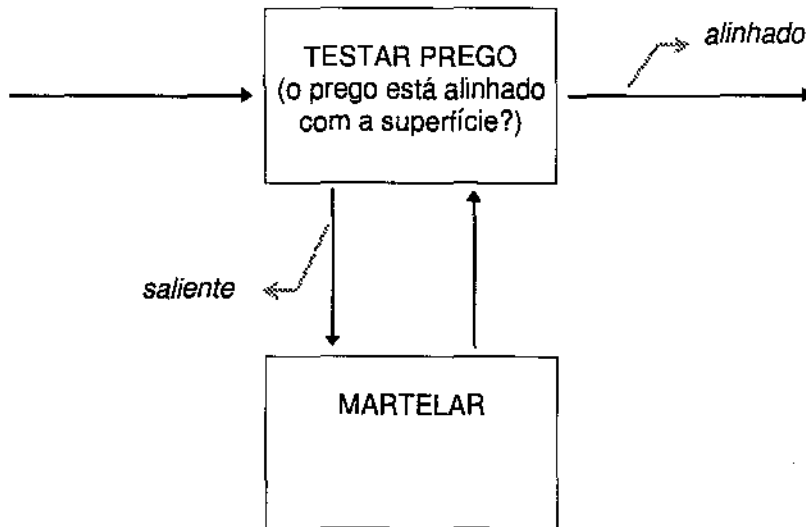 TESTAR PREGO
(o prego está alinhado
com a superfície?)
alinhado
saliente
MARTELAR